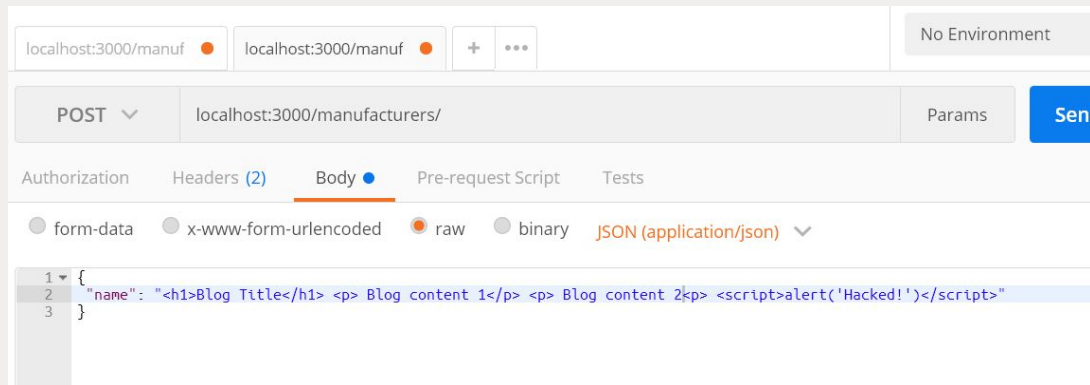 localhost:3000/manuf localhost:3000/manuf + ••• No Environment
POST localhost:3000/manufacturers/ Params Sen
Authorization Headers (2) Body Pre-request Script Tests
form-data x-www-form-urlencoded raw binary JSON (application/json)
1 {
2 "name": "<h1>Blog Title</h1> <p> Blog content 1</p> <p> Blog content 2<p> <script>alert('Hacked!')</script>"
3 }